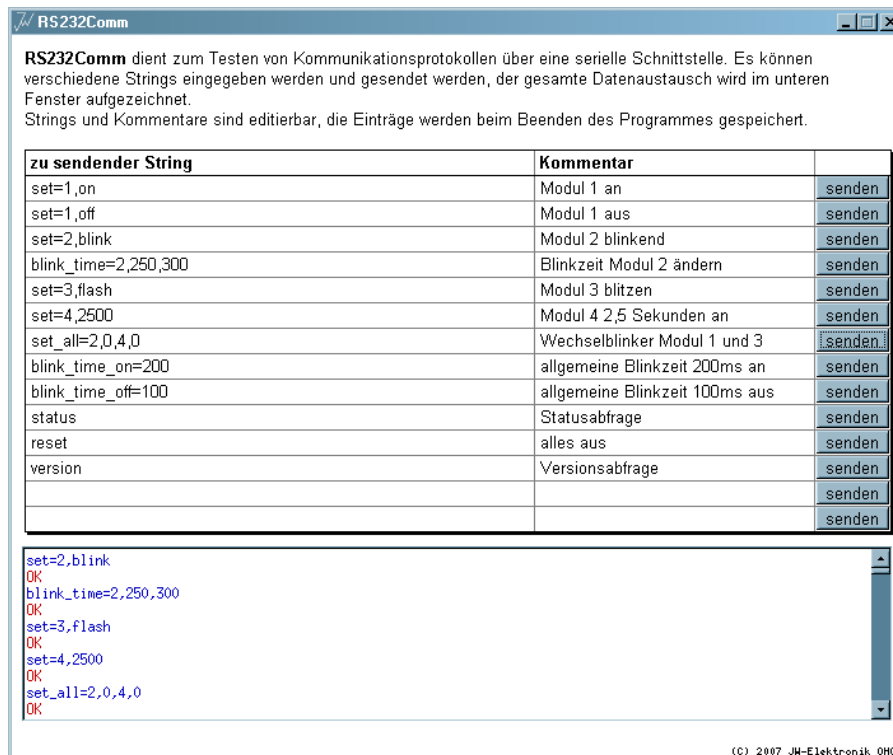 RS232Comm
RS232Comm dient zum Testen von Kommunikationsprotokollen über eine serielle Schnittstelle. Es können
verschiedene Strings eingegeben werden und gesendet werden, der gesamte Datenaustausch wird im unteren
Fenster aufgezeichnet.
Strings und Kommentare sind editierbar, die Einträge werden beim Beenden des Programmes gespeichert.
zu sendender String Kommentar
set=1,on Modul 1 an senden
set=1,off Modul 1 aus senden
set=2,blink Modul 2 blinkend senden
blink_time=2,250,300 Blinkzeit Modul 2 ändern senden
set=3,flash Modul 3 blitzen senden
set=4,2500 Modul 4 2,5 Sekunden an senden
set_all=2,0,4,0 Wechselblinker Modul 1 und 3 senden
blink_time_on=200 allgemeine Blinkzeit 200ms an senden
blink_time_off=100 allgemeine Blinkzeit 100ms aus senden
status Statusabfrage senden
reset alles aus senden
version Versionsabfrage senden
senden
senden
set=2,blink
OK
blink_time=2,250,300
OK
set=3,flash
OK
set=4,2500
OK
set_all=2,0,4,0
OK
(C) 2007 JW-Elektronik OHG